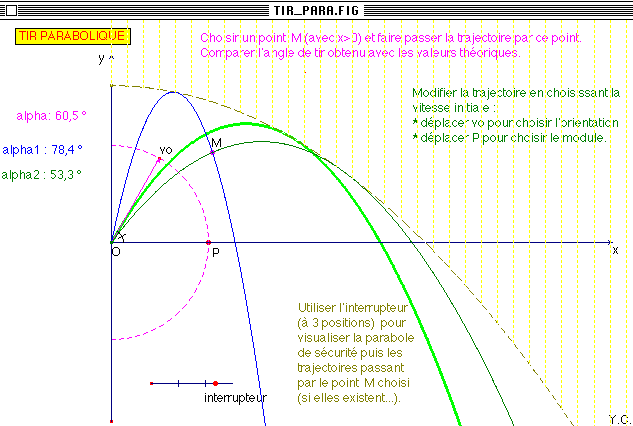 TIR_PARA.FIG
TIR PARABOLIQUE
Choisir un point M (avec x>0) et faire passer la trajectoire par ce point.
Comparer l'angle de tir obtenu avec les valeurs théoriques.
y
Modifier la trajectoire en chois ssant la
vitesse initiale :
* déplacer vo pour choisir l'orientation
* déplacer P pour choisir le module.
alpha: 60,5 °
alpha1 : 78,4 °
alpha2 : 53,3 °
vo
M
O
P
x
Utiliser l'interrupteur
(à 3 positions) pour
visualiser la parabole
de sécurité puis les
trajectoires passant
par le point M choisi
(si elles existent...).
interrupteur
Y.C.